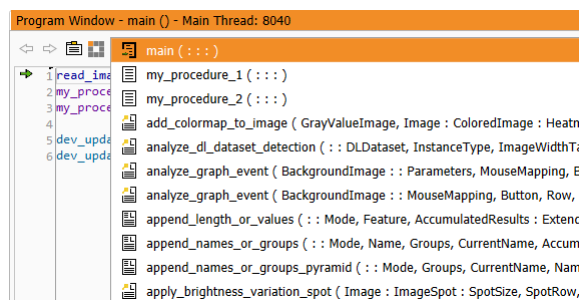 Program Window - main () - Main Thread: 8040
main ( : : : )
1 read_ima
my_procedure_1 ( : : : )
2 my_proce
my_procedure_2 ( : : : )
3 my_proce
4
add_colormap_to_image ( GrayValueImage, Image : ColoredImage : Heatm
5 dev_upda
analyze_dl_dataset_detection ( : : DLDataset, InstanceType, ImageWidthTa
6 dev_upda
analyze_graph_event ( BackgroundImage : : Parameters, MouseMapping, B
analyze_graph_event ( BackgroundImage : : MouseMapping, Button, Row,
append_length_or_values ( : : Mode, Feature, AccumulatedResults : Extend
append_names_or_groups ( : : Mode, Name, Groups, CurrentName, Accum
append_names_or_groups_pyramid ( : : Mode, Groups, CurrentName, Nam
apply_brightness_variation_spot ( Image : ImageSpot : SpotSize, SpotRow,